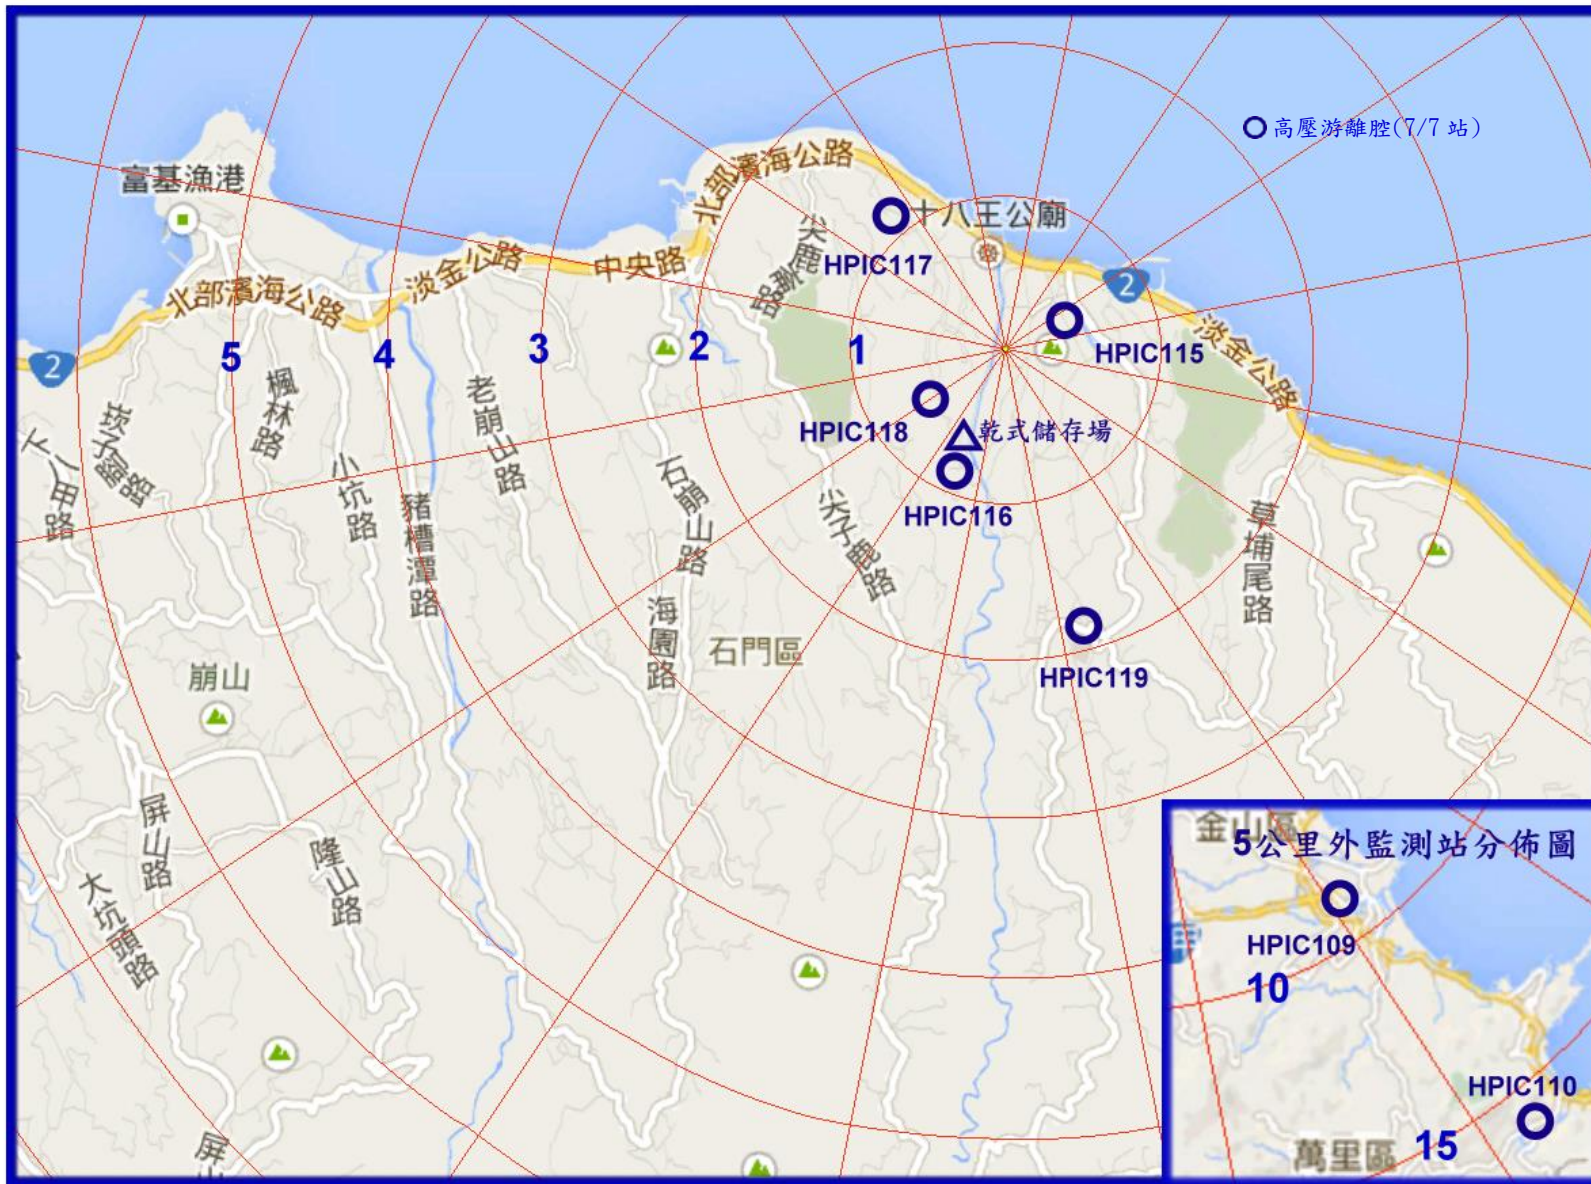 高壓游離腔(7/7 站)
富基漁港
北部濱海公路
十八王公廟
尖鹿
HPIC117
淡金公路
中央路
北部濱海公路
2
淡金公路
HPIC115
5
4
3
2
1
2
楓林路
老崩山路
HPIC118
乾式儲存場
下八甲路
小坑路
石崩山路
HPIC116
豬槽潭路
尖子鹿路
草埔尾路
海園路
石門區
HPIC119
崩山
屏山路
隆山路
大坑頭路
屏山
金山區
5公里外監測站分佈圖
HPIC109
10
HPIC110
萬里區
15